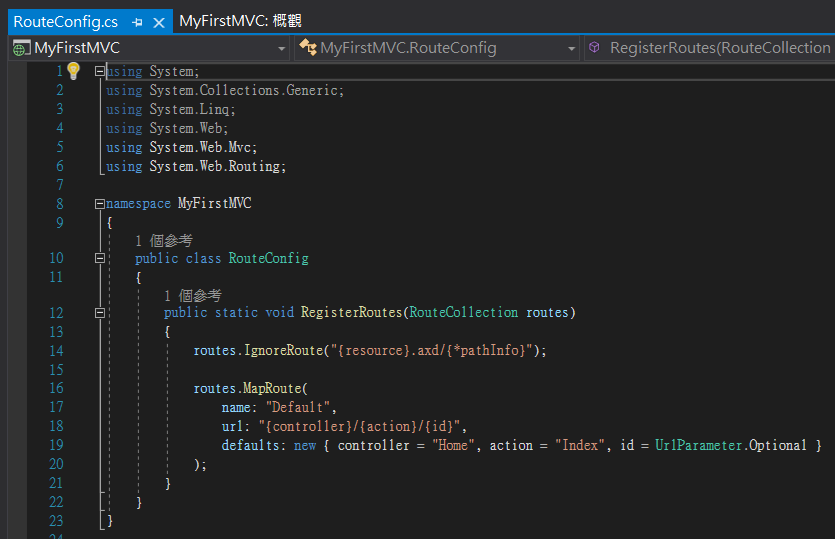 RouteConfig.cs MyFirstMVC: 概觀
MyFirstMVC MyFirstMVC.RouteConfig RegisterRoutes(RouteCollection
1 using System;
2 using System.Collections.Generic;
3 using System.Linq;
4 using System.Web;
5 using System.Web.Mvc;
6 using System.Web.Routing;
7
8 namespace MyFirstMVC
9 {
1 個參考
10 public class RouteConfig
11 {
1 個參考
12 public static void RegisterRoutes(RouteCollection routes)
13 {
14 routes.IgnoreRoute("{resource}.axd/{*pathInfo}");
15
16 routes.MapRoute(
17 name: "Default",
18 url: "{controller}/{action}/{id}",
19 defaults: new { controller = "Home", action = "Index", id = UrlParameter.Optional }
20 );
21 }
22 }
23 }
24